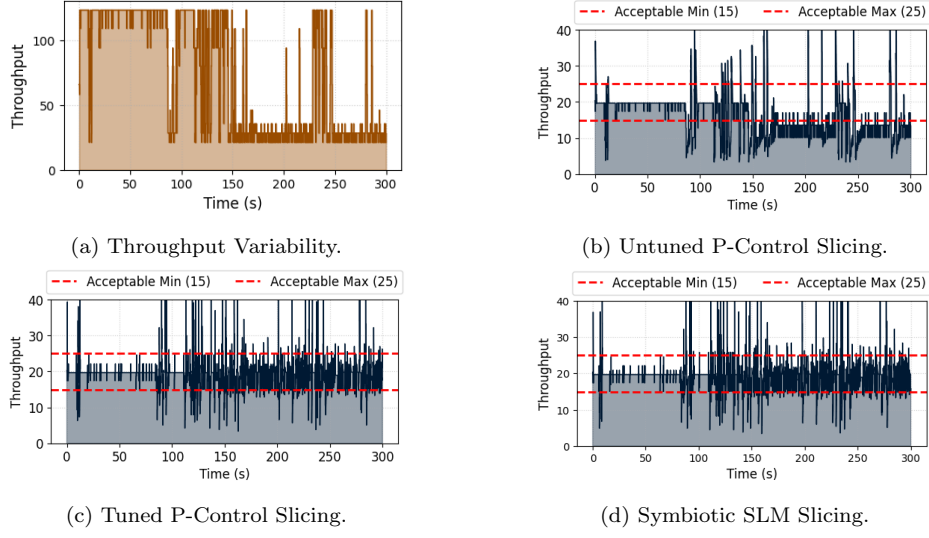 Throughput
100
50
0
0 50 100 150 200 250 300
Time (s)
(a) Throughput Variability.
Acceptable Min (15) Acceptable Max (25)
Throughput
40
30
20
10
0
0 50 100 150 200 250 300
Time (s)
(b) Untuned P-Control Slicing.
Acceptable Min (15) Acceptable Max (25)
Throughput
40
30
20
10
0
0 50 100 150 200 250 300
Time (s)
(c) Tuned P-Control Slicing.
Acceptable Min (15) Acceptable Max (25)
Throughput
40
30
20
10
0
0 50 100 150 200 250 300
Time (s)
(d) Symbiotic SLM Slicing.